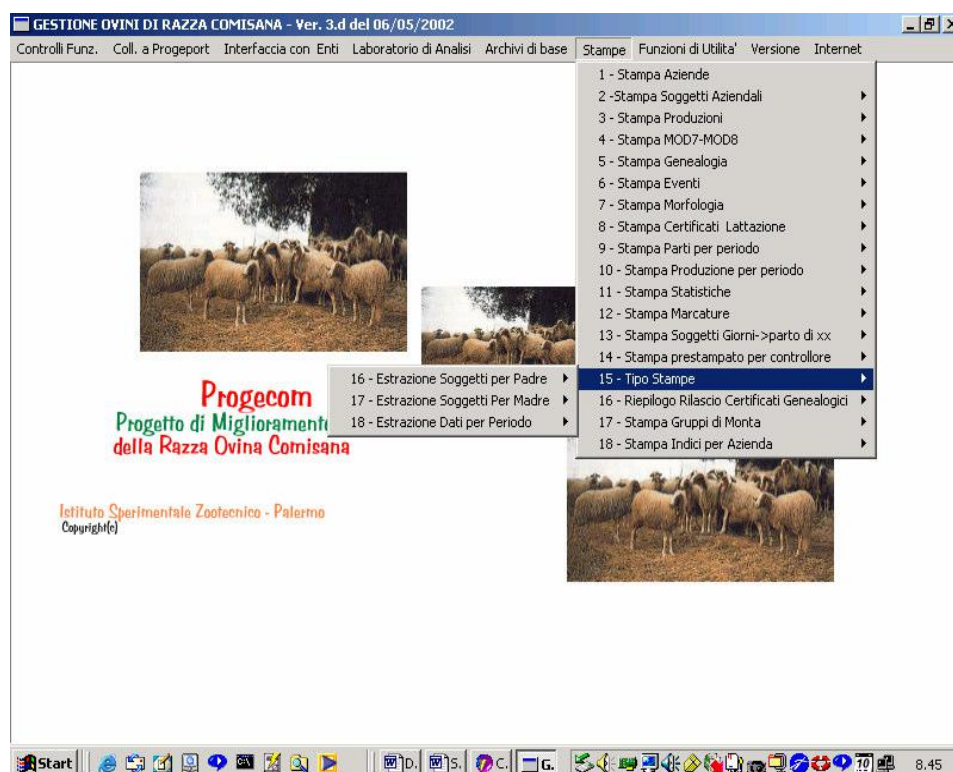 GESTIONE OVINI DI RAZZA COMISANA - Ver. 3.d del 06/05/2002
Controlli Funz. Coll. a Progeport Interfaccia con Enti Laboratorio di Analisi Archivi di base Stampe Funzioni di Utilita' Versione Internet
1 - Stampa Aziende
2 -Stampa Soggetti Aziendali
3 - Stampa Produzioni
4 - Stampa MOD7-MOD8
5 - Stampa Genealogia
6 - Stampa Eventi
7 - Stampa Morfologia
8 - Stampa Certificati Lattazione
9 - Stampa Parti per periodo
10 - Stampa Produzione per periodo
11 - Stampa Statistiche
12 - Stampa Marcature
13 - Stampa Soggetti Giorni->parto di xx
14 - Stampa prestampato per controllore
15 - Tipo Stampe
16 - Riepilogo Rilascio Certificati Genealogici
17 - Stampa Gruppi di Monta
18 - Stampa Indici per Azienda
16 - Estrazione Soggetti per Padre
17 - Estrazione Soggetti Per Madre
18 - Estrazione Dati per Periodo
Progecom
Progetto di Miglioramento
della Razza Ovina Comisana
Istituto Sperimentale Zootecnico - Palermo
Copyright(c)
Start D. S. C. G. 10 8.45